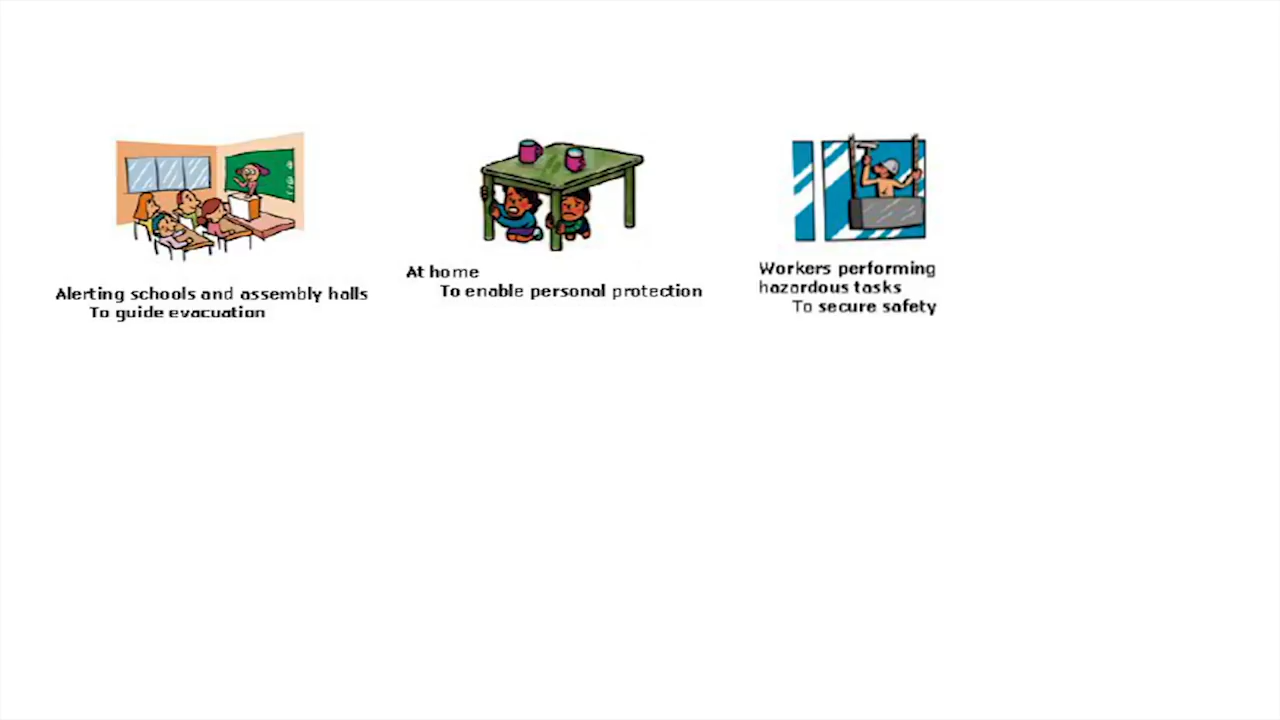 Alerting schools and assembly halls
To guide evacuation
At home
To enable personal protection
Workers performing
hazardous tasks
To secure safety